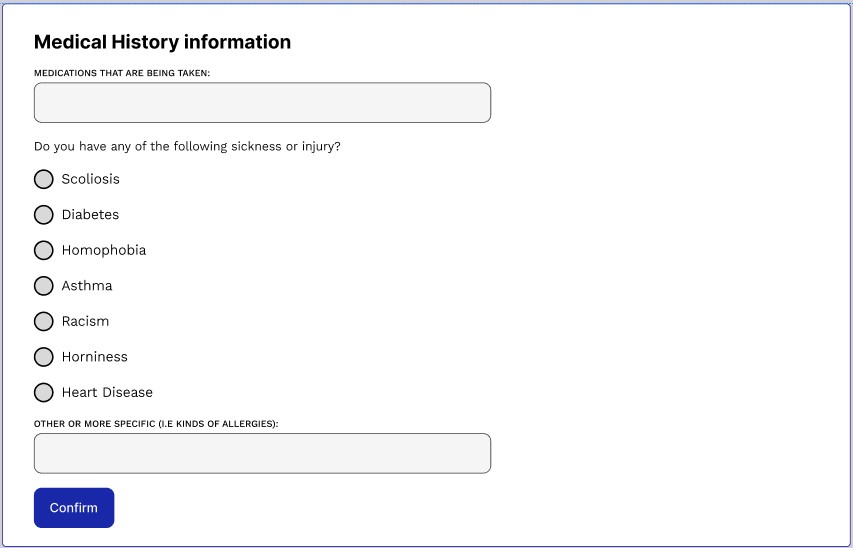 Medical History information
MEDICATIONS THAT ARE BEING TAKEN:
Do you have any of the following sickness or injury?
Scoliosis
Diabetes
Homophobia
Asthma
Racism
Horniness
Heart Disease
OTHER OR MORE SPECIFIC (I.E KINDS OF ALLERGIES):
Confirm